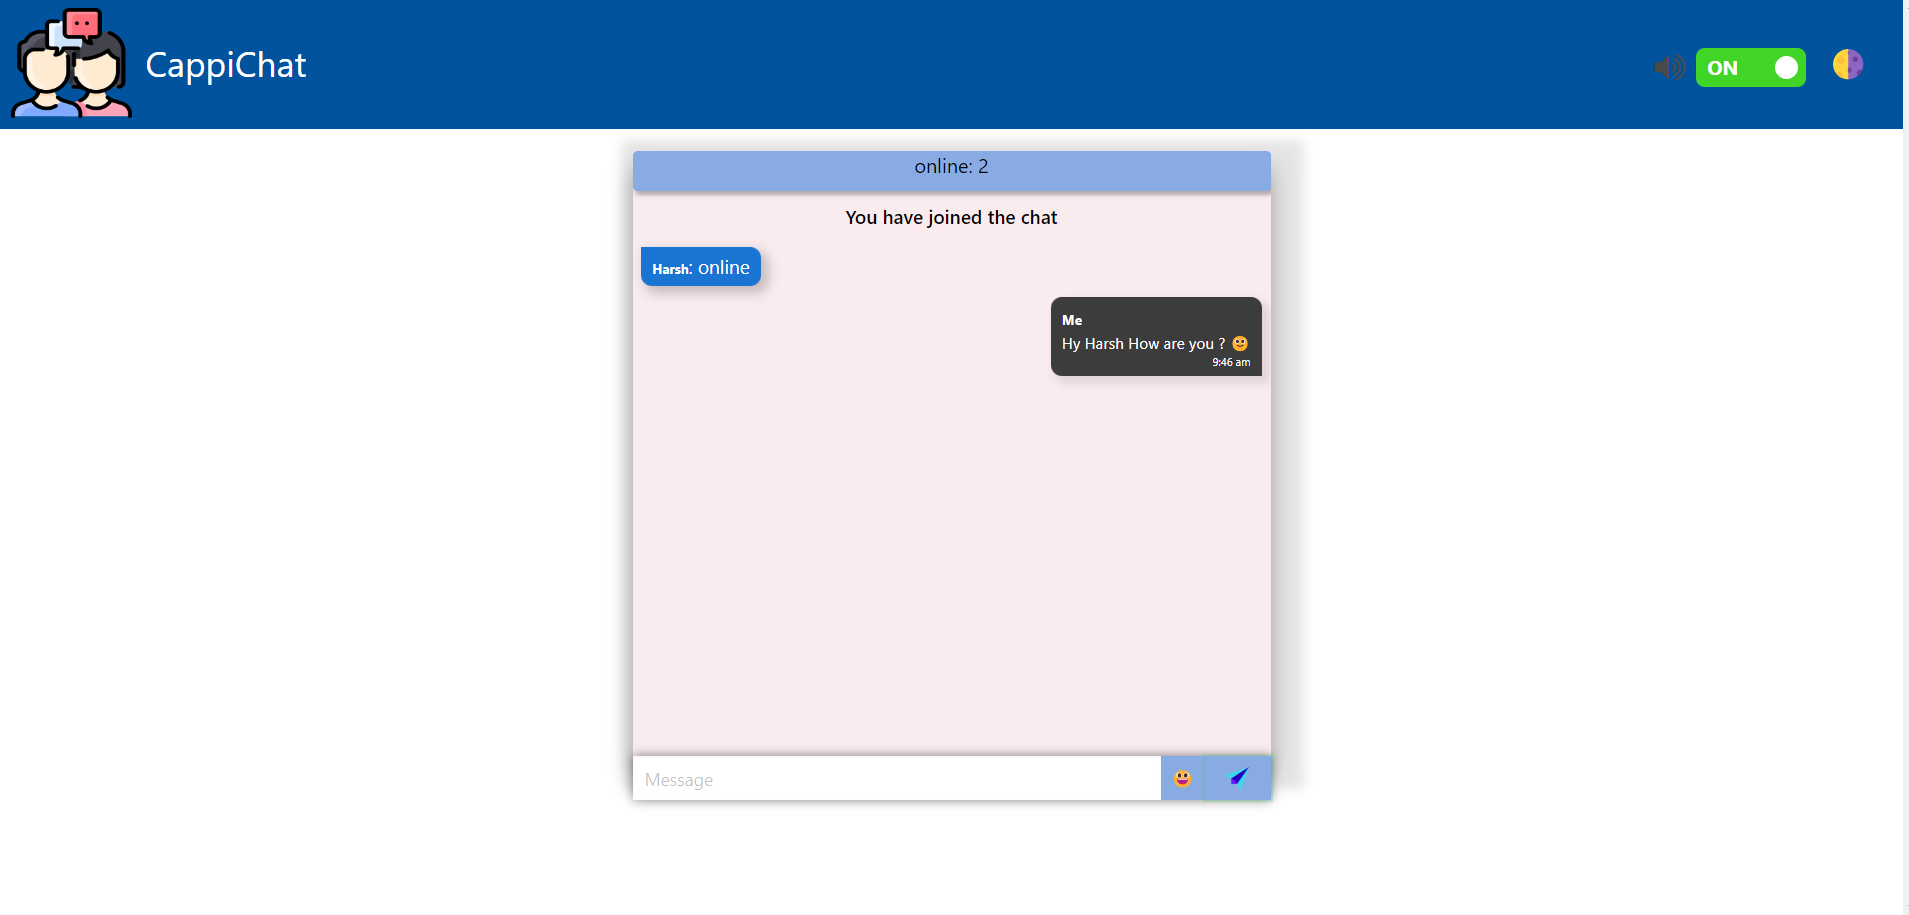 CappiChat
ON
online: 2
You have joined the chat
Harsh: online
Me
Hy Harsh How are you ? 🙂
9:46 am
Message